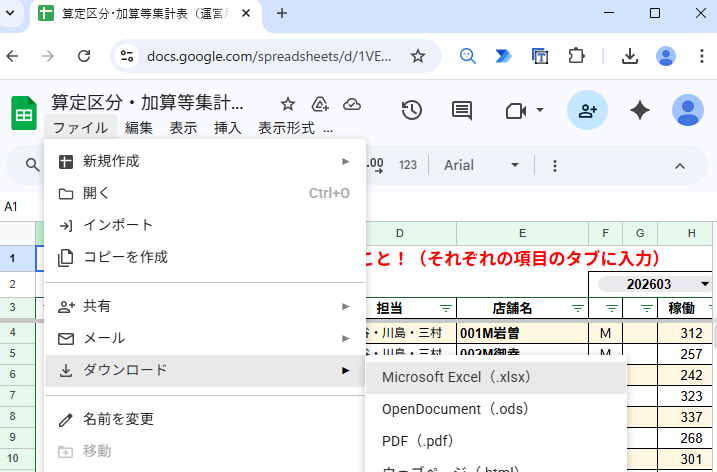 算定区分･加算等集計表（運営用
docs.google.com/spreadsheets/d/1VE...
算定区分・加算等集計...
ファイル 編集 表示 挿入 表示形式 ...
.00 123 Arial
A1
新規作成
開く Ctrl+O
インポート
コピーを作成
共有
メール
ダウンロード
名前を変更
移動
Microsoft Excel（.xlsx）
OpenDocument（.ods）
PDF（.pdf）
ウェブページ（.html）
D E F G H
1 こと！（それぞれの項目のタブに入力）
2 202603
3 担当 店舗名 稼働
4 ・川島・三村 001M岩曽 M 312
5 ・川島・三村 002M御幸 M 257
6 242
7 323
8 337
9 268
10 301